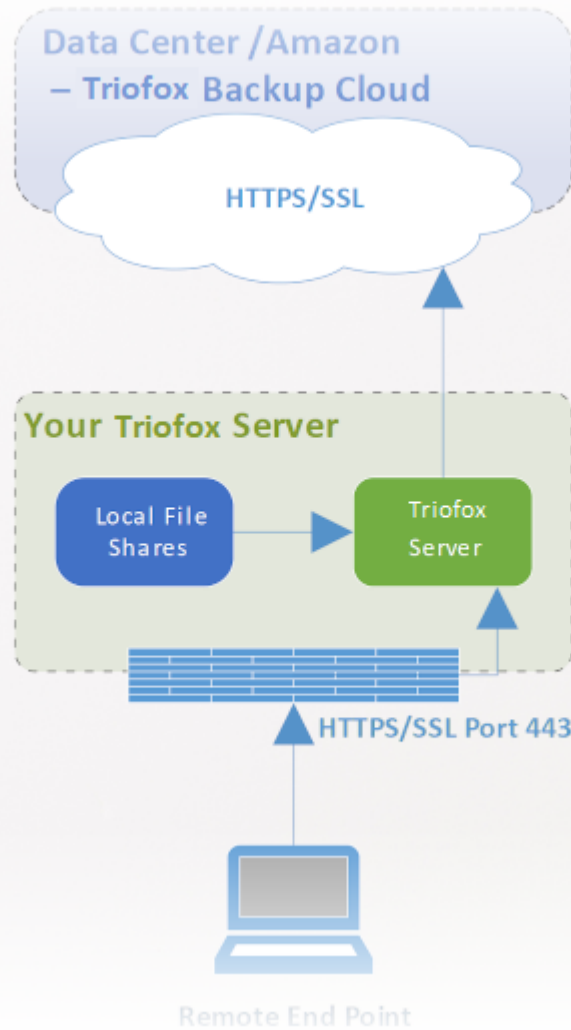 Data Center /Amazon
– Triofox Backup Cloud
HTTPS/SSL
Your Triofox Server
Local File
Shares
Triofox
Server
HTTPS/SSL Port 443
Remote End Point